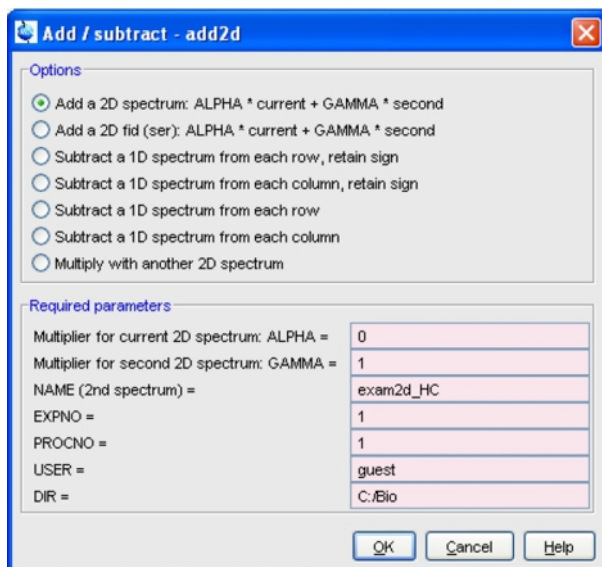 Add / subtract - add2d
Options
Add a 2D spectrum: ALPHA * current + GAMMA * second
Add a 2D fid (ser): ALPHA * current + GAMMA * second
Subtract a 1D spectrum from each row, retain sign
Subtract a 1D spectrum from each column, retain sign
Subtract a 1D spectrum from each row
Subtract a 1D spectrum from each column
Multiply with another 2D spectrum
Required parameters
Multiplier for current 2D spectrum: ALPHA = 0
Multiplier for second 2D spectrum: GAMMA = 1
NAME (2nd spectrum) = exam2d_HC
EXPNO = 1
PROCNO = 1
USER = guest
DIR = C:/Bio
OK Cancel Help